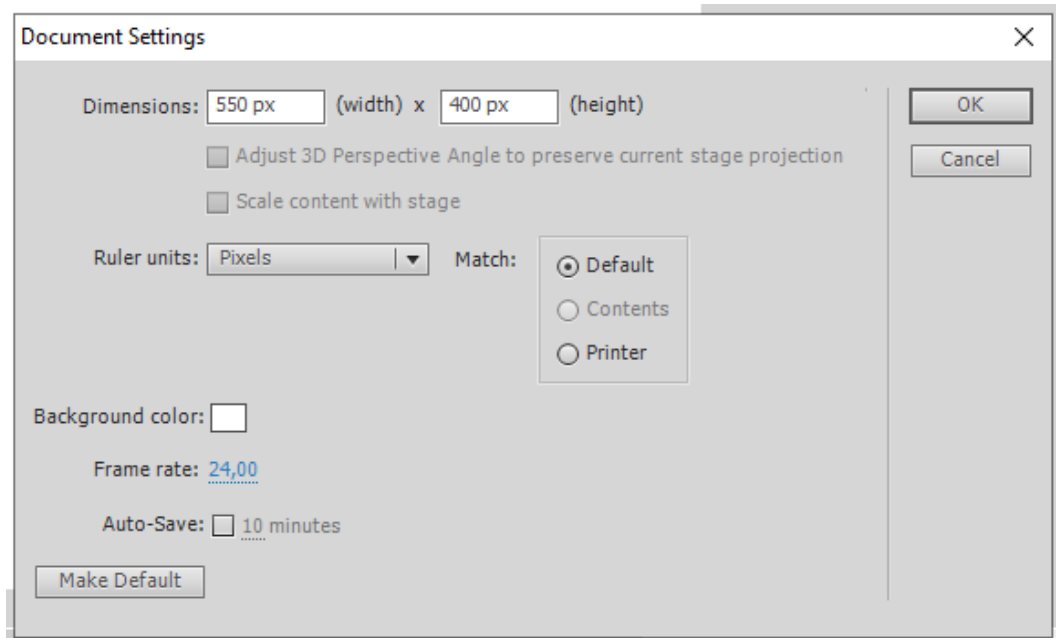 Document Settings
Dimensions: 550 px (width) x 400 px (height)
OK
Adjust 3D Perspective Angle to preserve current stage projection
Cancel
Scale content with stage
Ruler units: Pixels Match: Default
Contents
Printer
Background color:
Frame rate: 24,00
Auto-Save: 10 minutes
Make Default